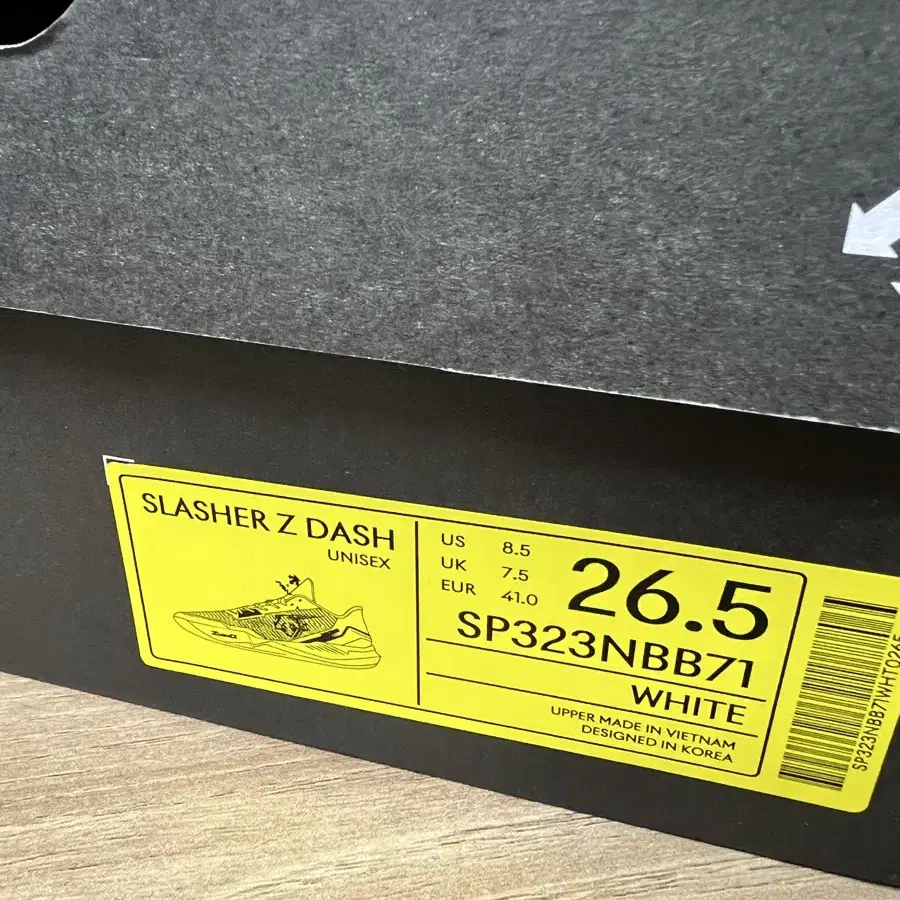 SLASHER Z DASH
UNISEX
US 8.5
UK 7.5
EUR 41.0
26.5
SP323NBB71
WHITE
UPPER MADE IN VIETNAM
DESIGNED IN KOREA
SP323NBB71WHT0265